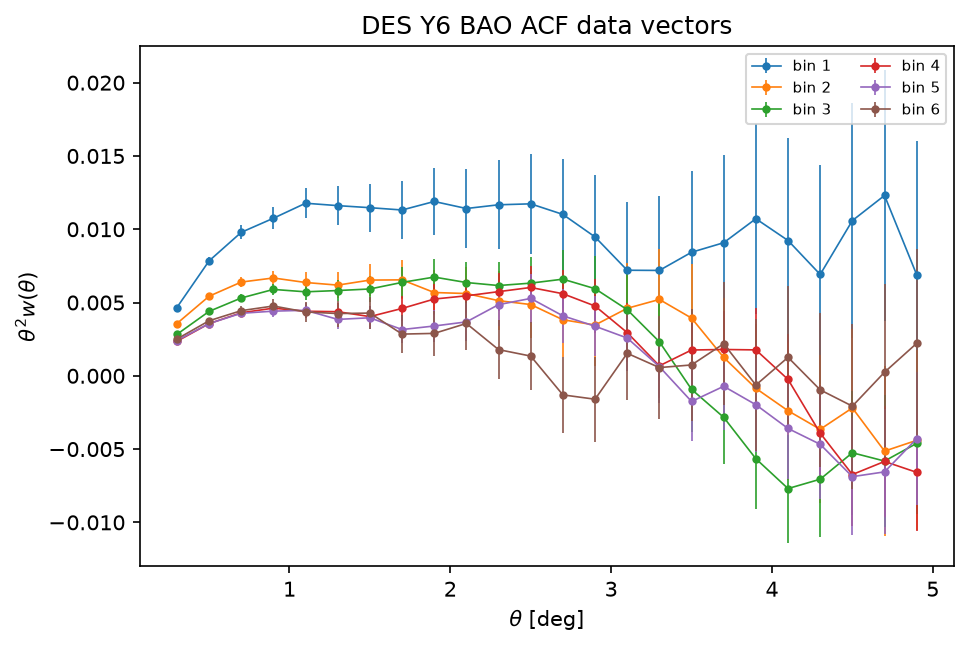 DES Y6 BAO ACF data vectors
bin 1
bin 2
bin 3
bin 4
bin 5
bin 6
0.020
0.015
0.010
0.005
0.000
−0.005
−0.010
θ²w(θ)
1 2 3 4 5
θ [deg]